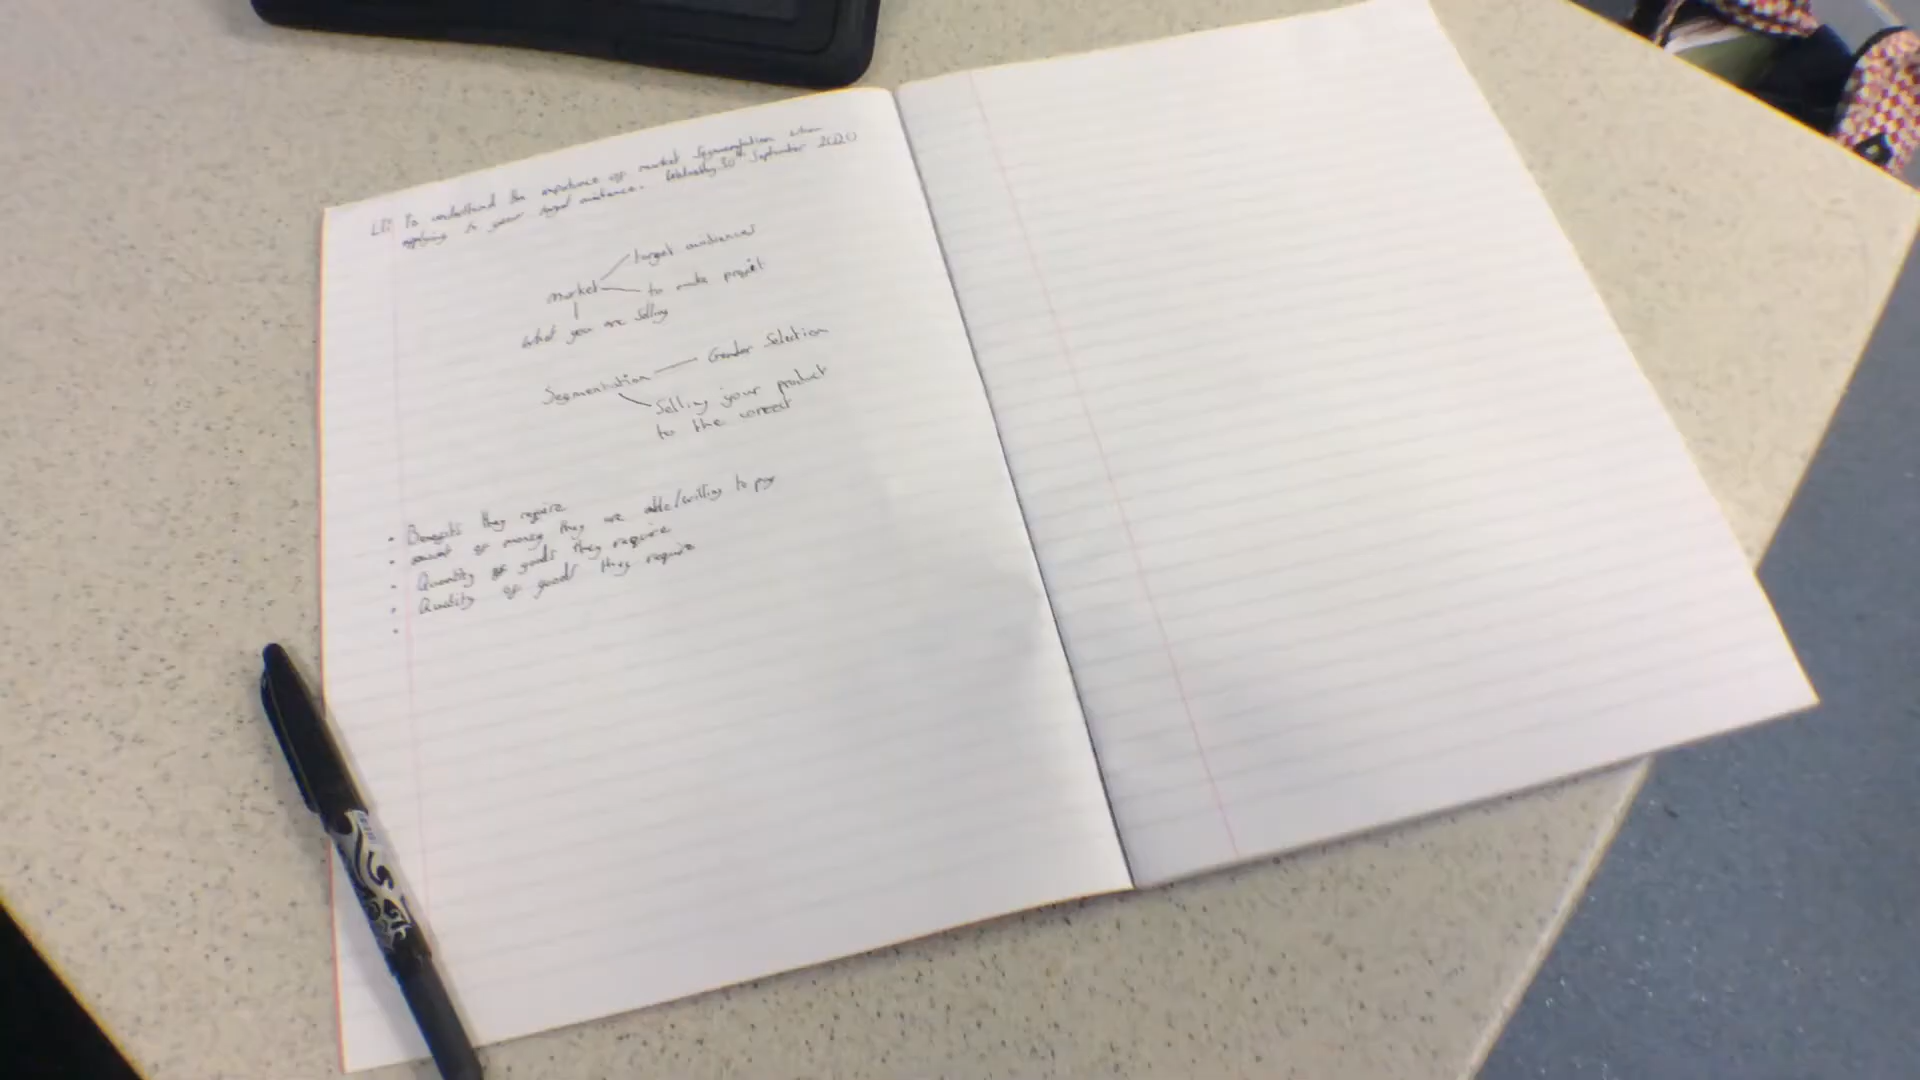 LI: To understand the importance of market Segmentation when
applying to your target audience. Wednesday 30th September 2020
target audiences
market
to make profit
what you are Selling
Gender Selection
Segmentation
Selling your product
to the correct
• Benefits they require
• amount of money they are able/willing to pay
• Quantity of goods they require
• Quality of goods they require
•